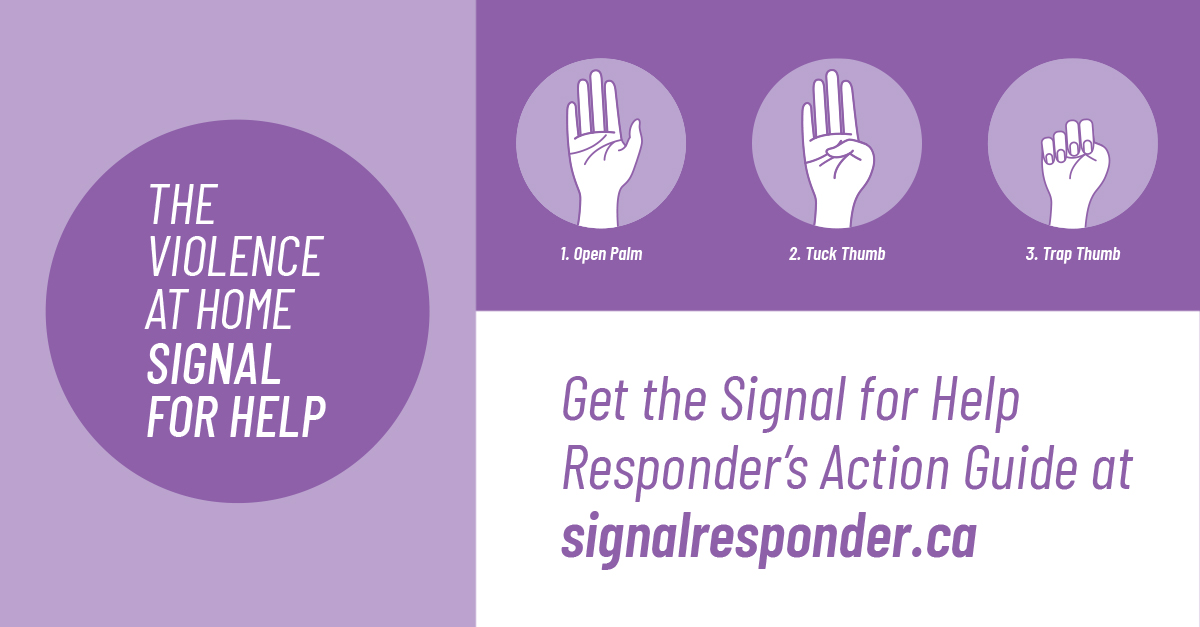 THE
VIOLENCE
AT HOME
SIGNAL
FOR HELP
1. Open Palm
2. Tuck Thumb
3. Trap Thumb
Get the Signal for Help
Responder’s Action Guide at
signalresponder.ca